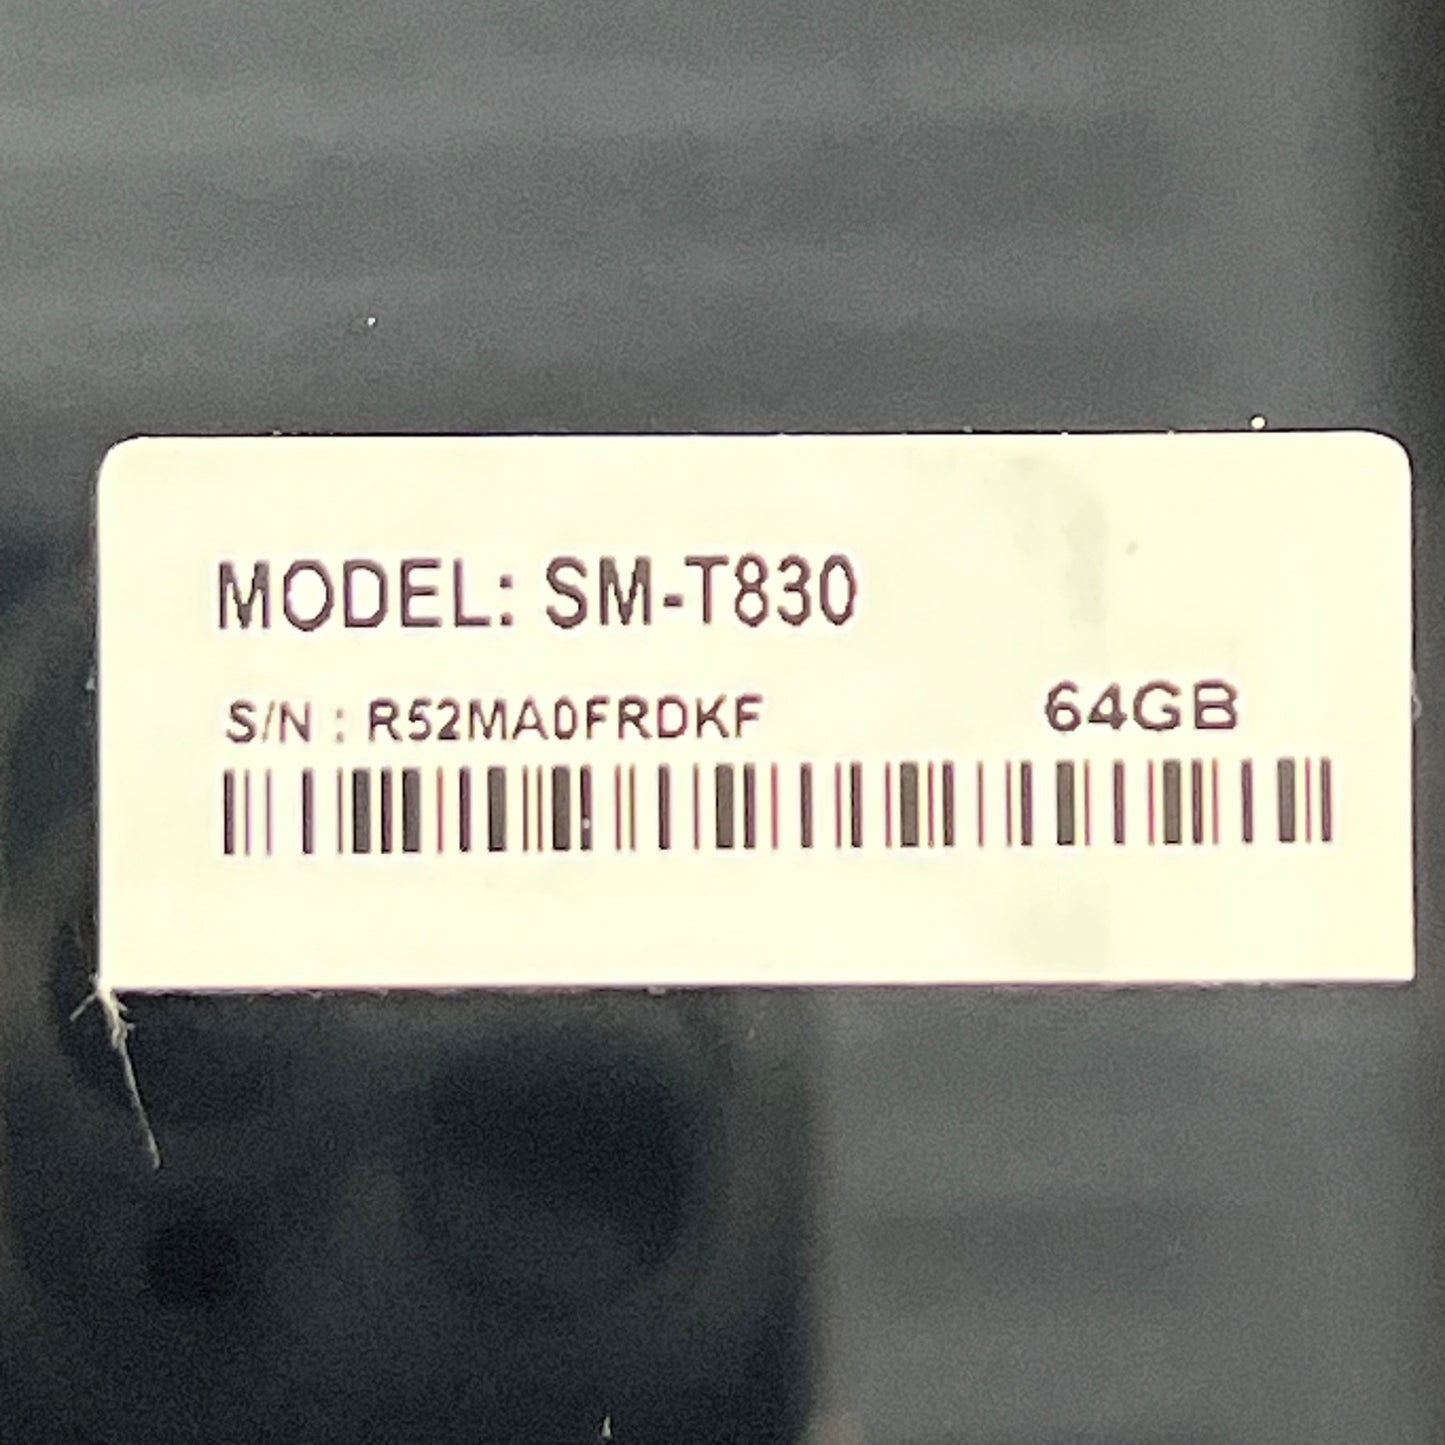 MODEL: SM-T830
S/N : R52MA0FRDKF
64GB